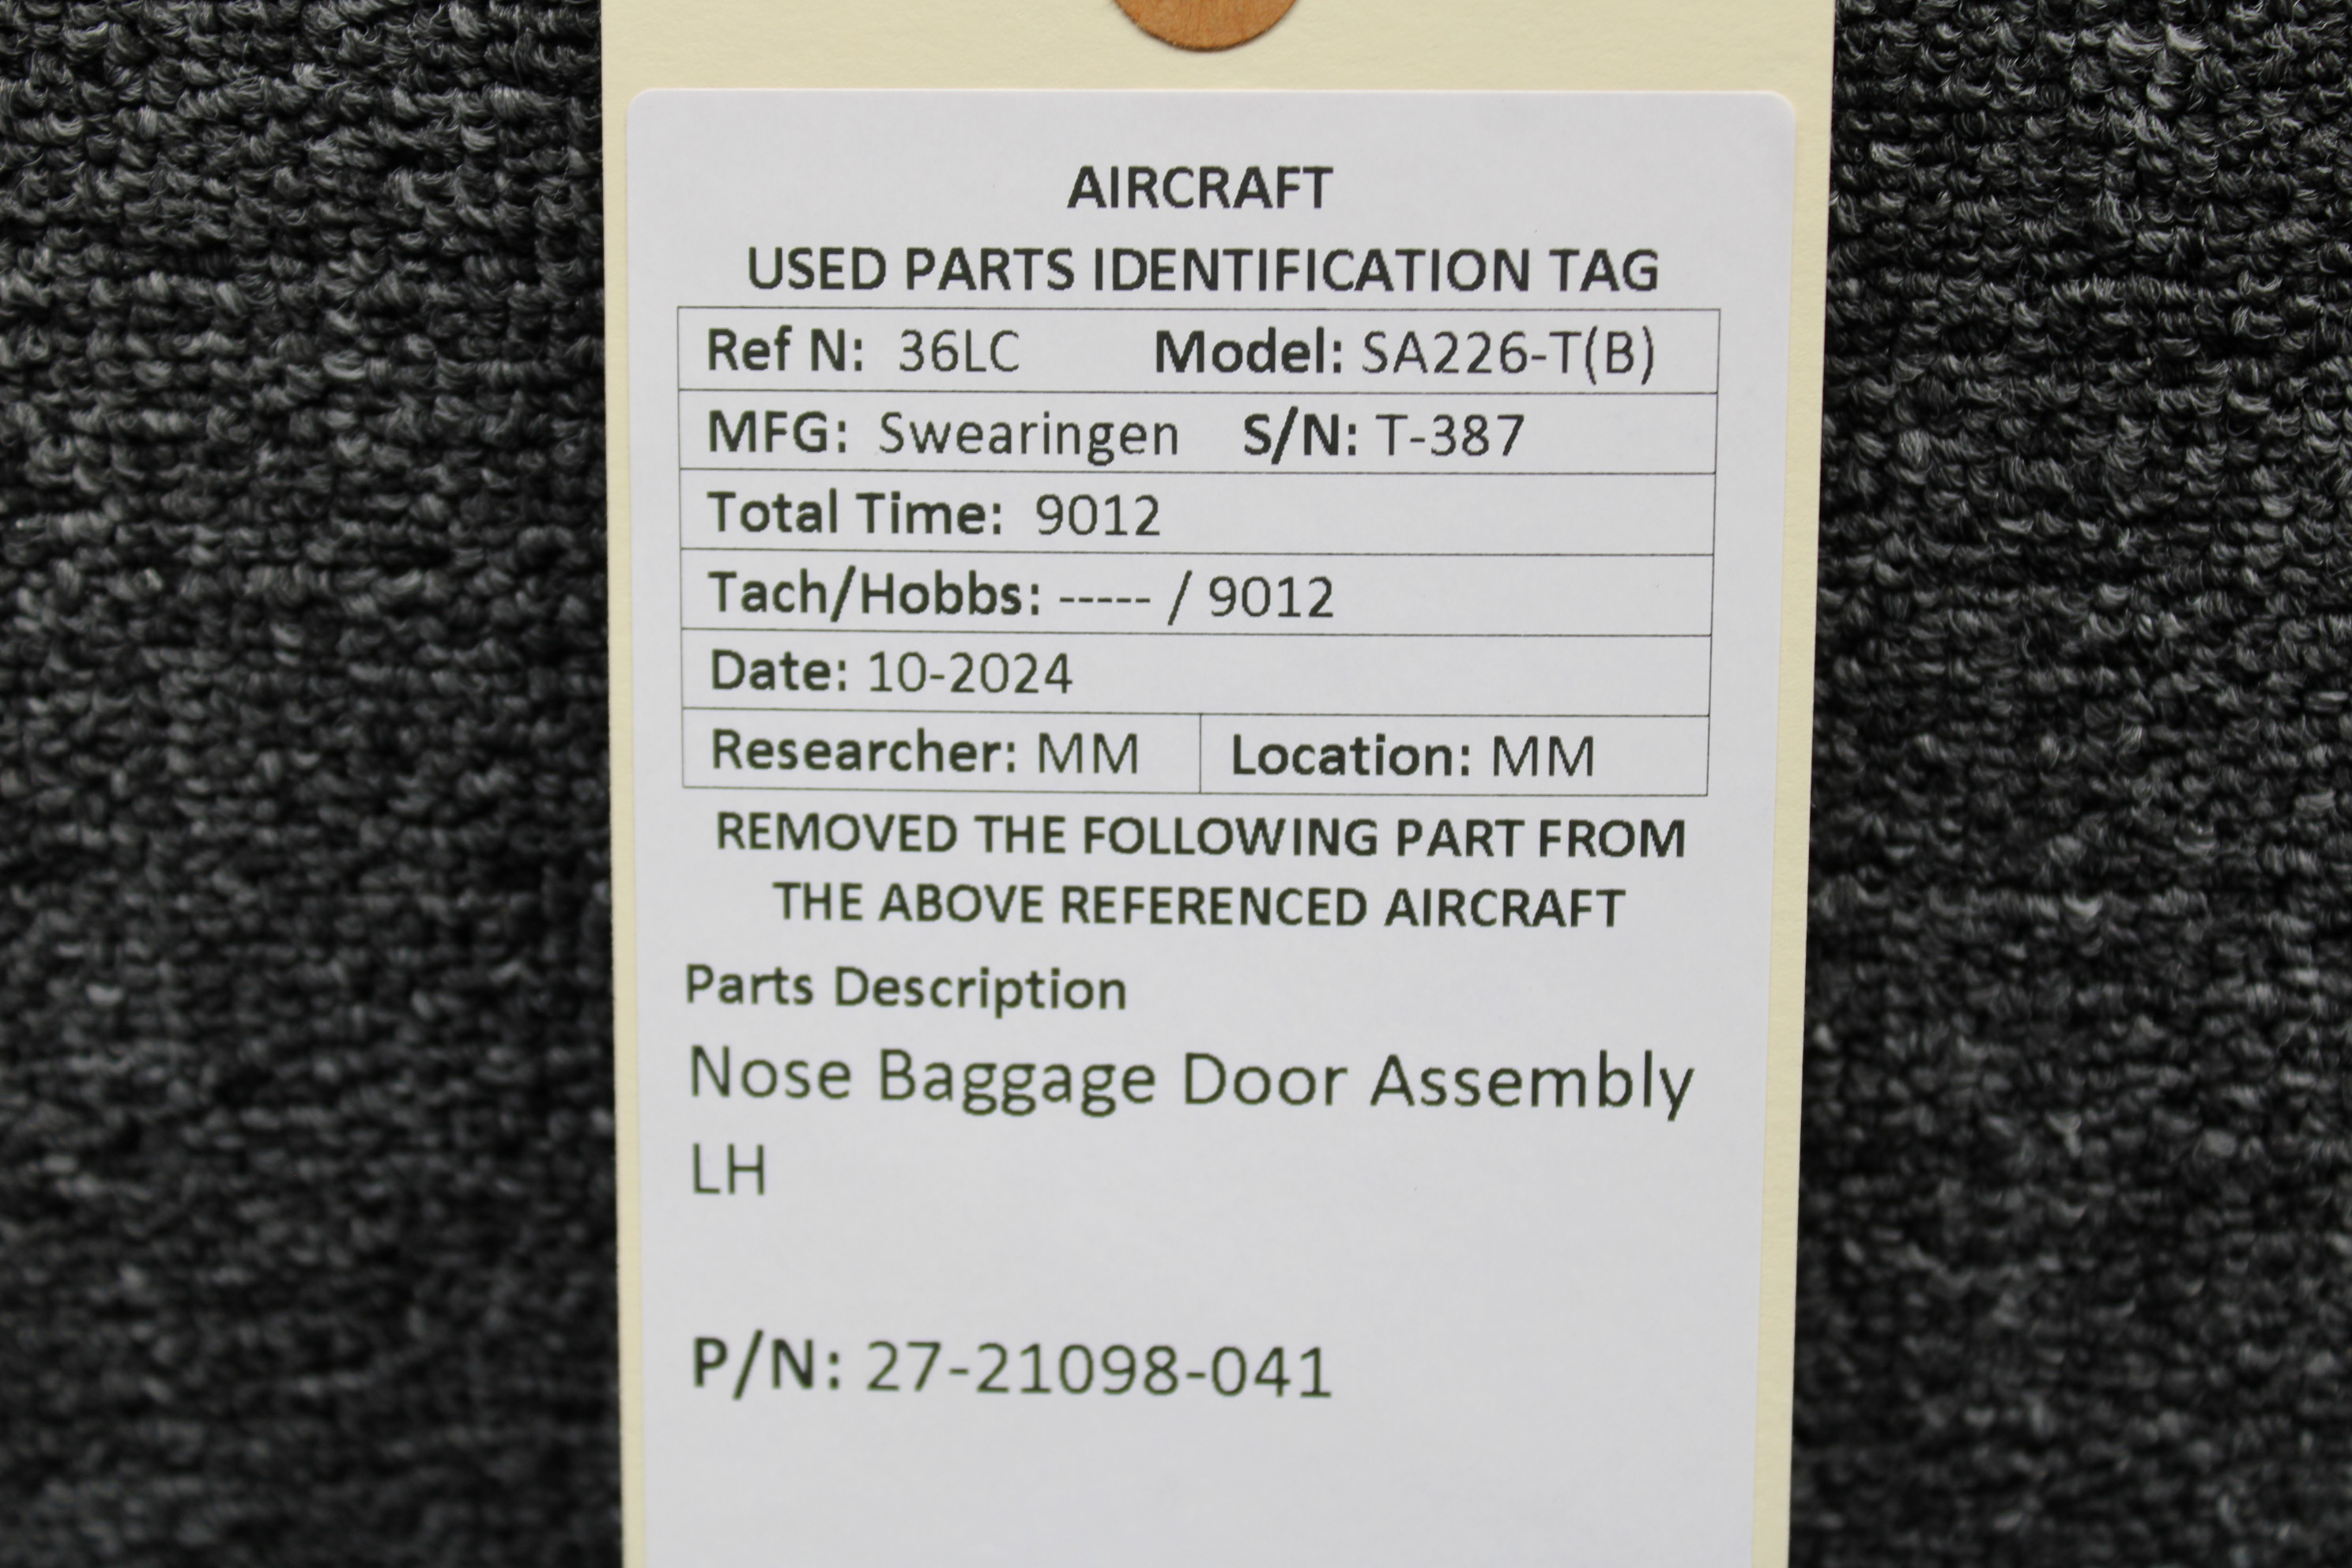 AIRCRAFT
USED PARTS IDENTIFICATION TAG
Ref N: 36LC Model: SA226-T(B)
MFG: Swearingen S/N: T-387
Total Time: 9012
Tach/Hobbs: ----- / 9012
Date: 10-2024
Researcher: MM Location: MM
REMOVED THE FOLLOWING PART FROM
THE ABOVE REFERENCED AIRCRAFT
Parts Description
Nose Baggage Door Assembly
LH
P/N: 27-21098-041